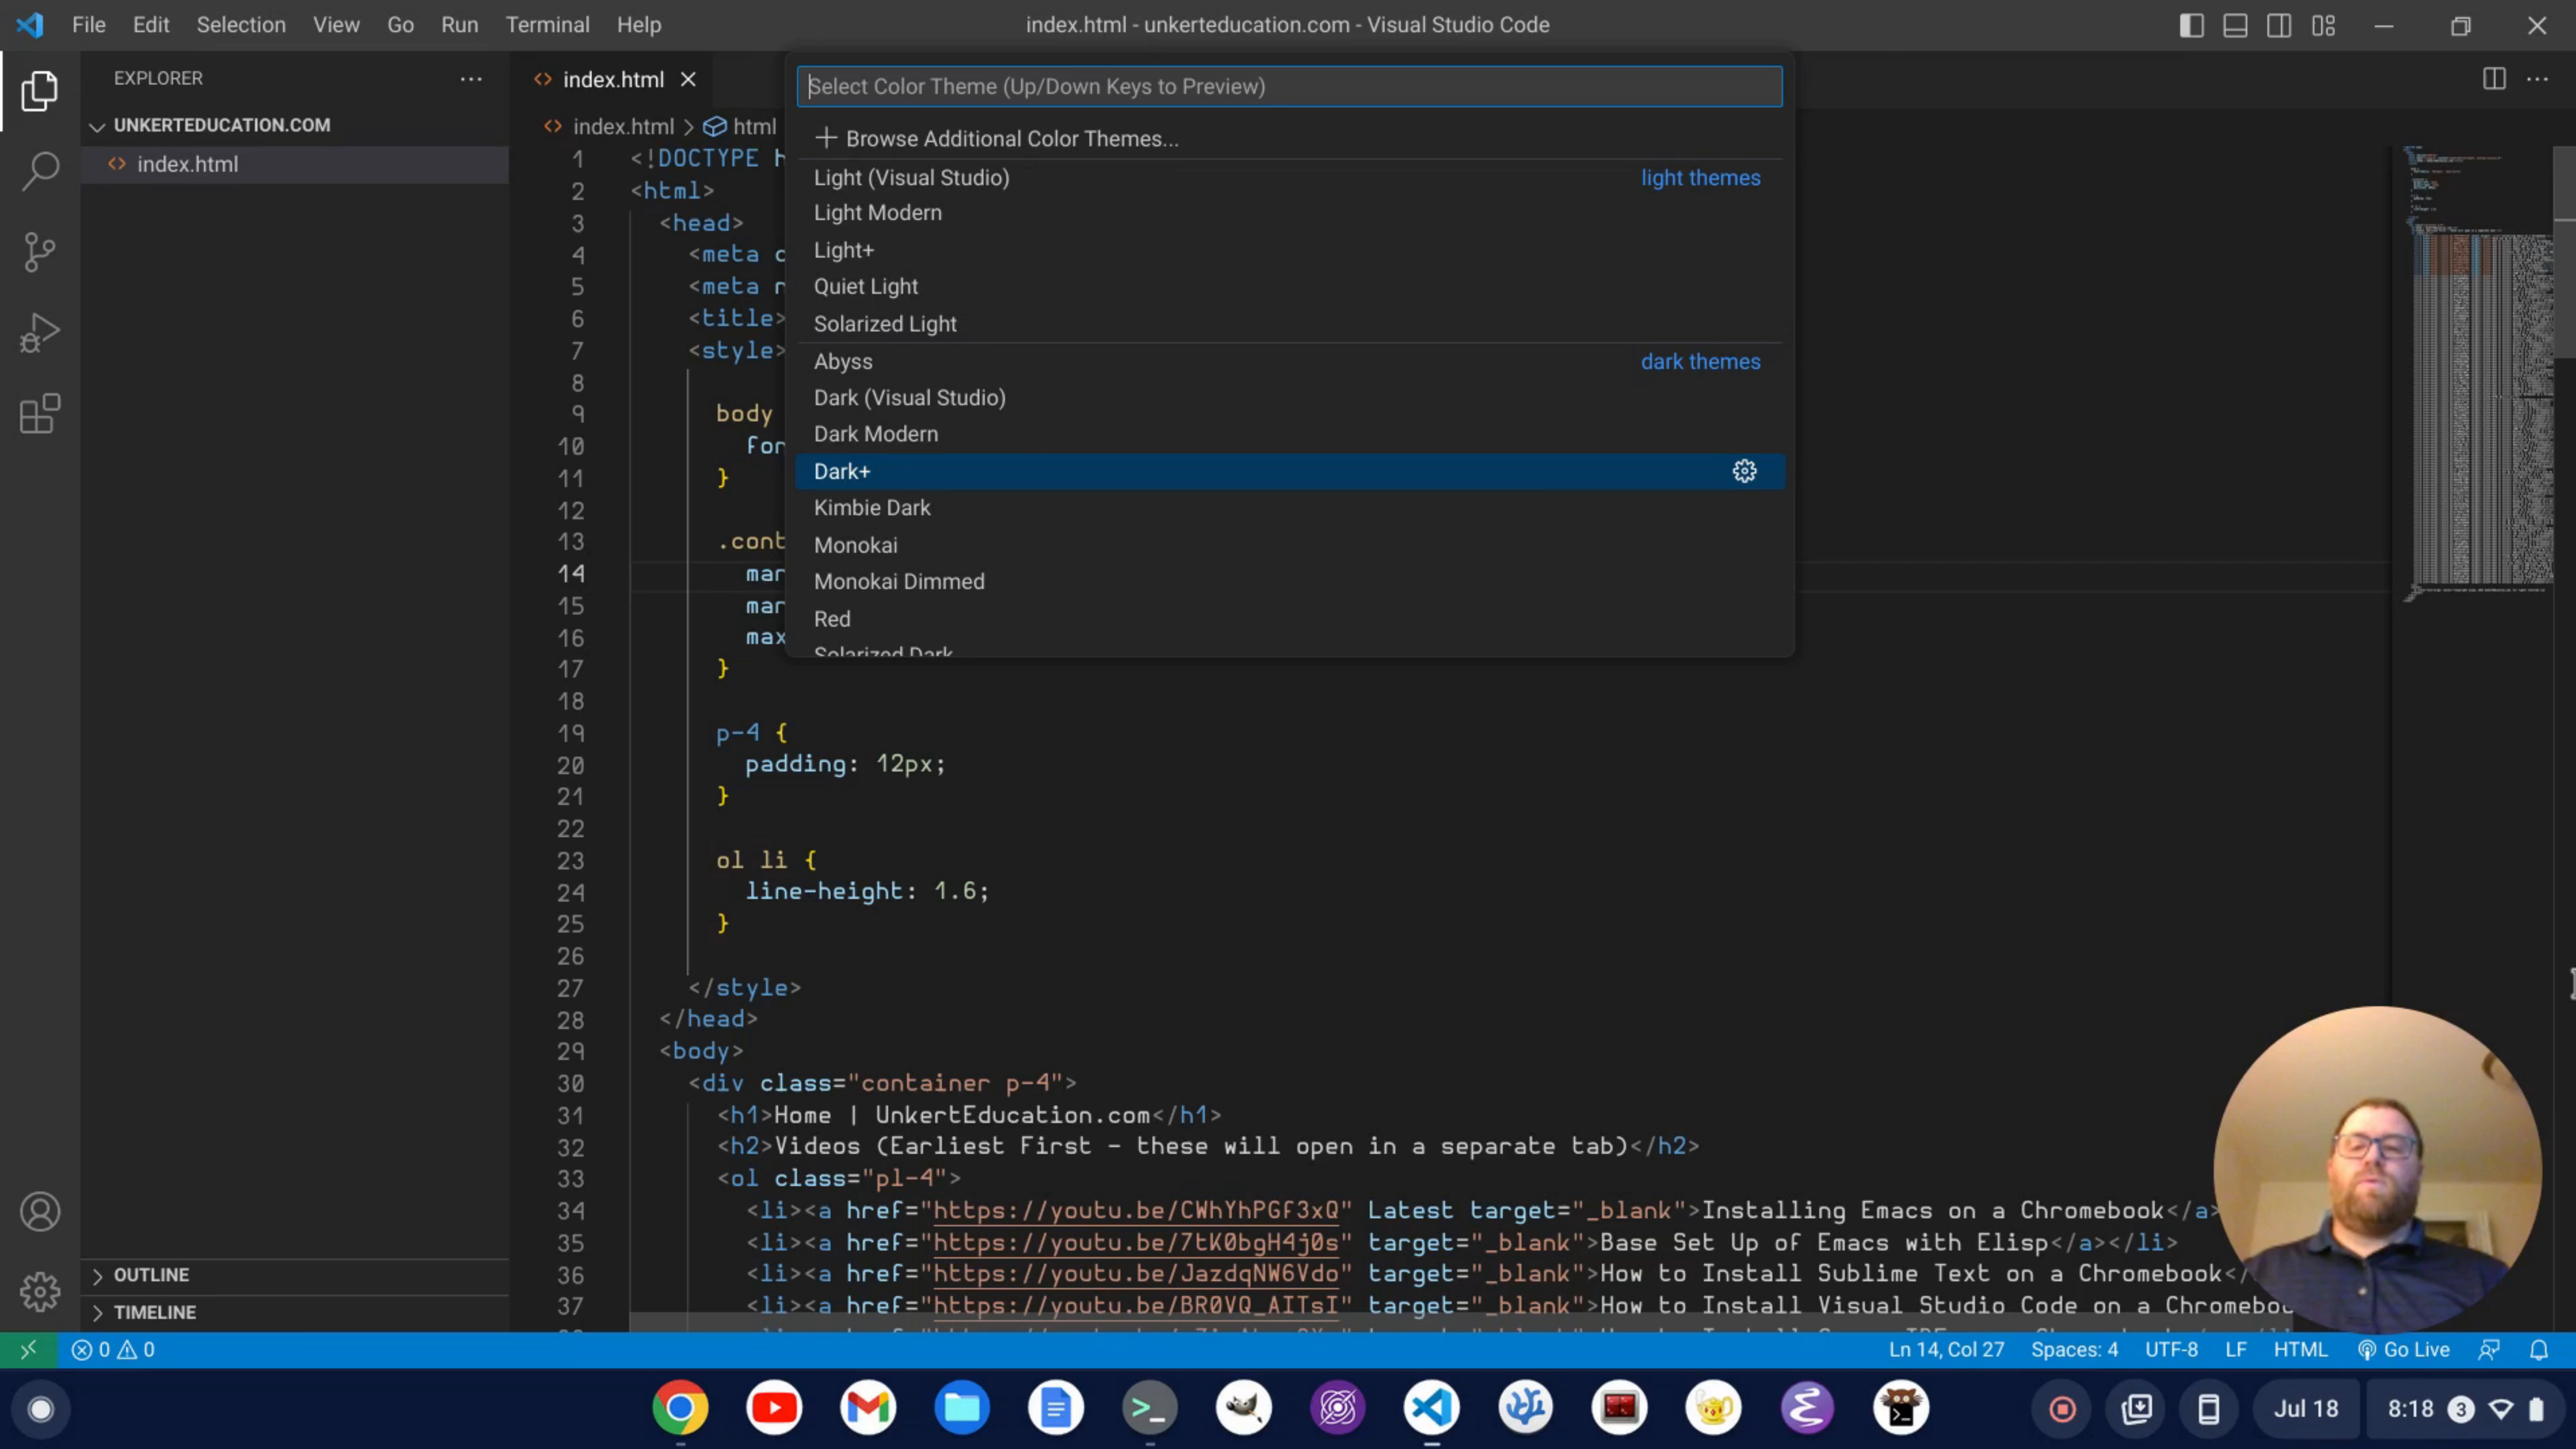 File Edit Selection View Go Run Terminal Help
index.html - unkerteducation.com - Visual Studio Code
EXPLORER
UNKERTEDUCATION.COM
index.html
OUTLINE
TIMELINE
index.html
index.html > html
Select Color Theme (Up/Down Keys to Preview)
Browse Additional Color Themes...
Light (Visual Studio) light themes
Light Modern
Light+
Quiet Light
Solarized Light
Abyss dark themes
Dark (Visual Studio)
Dark Modern
Dark+
Kimbie Dark
Monokai
Monokai Dimmed
Red
Solarized Dark
1 <!DOCTYPE h
2 <html>
3 <head>
4 <meta c
5 <meta n
6 <title>
7 <style>
8
9 body
10 fon
11 }
12
13 .cont
14 mar
15 mar
16 max
17 }
18
19 p-4 {
20 padding: 12px;
21 }
22
23 ol li {
24 line-height: 1.6;
25 }
26
27 </style>
28 </head>
29 <body>
30 <div class="container p-4">
31 <h1>Home | UnkertEducation.com</h1>
32 <h2>Videos (Earliest First - these will open in a separate tab)</h2>
33 <ol class="pl-4">
34 <li><a href="https://youtu.be/CWhYhPGf3xQ" Latest target="_blank">Installing Emacs on a Chromebook</a>
35 <li><a href="https://youtu.be/7tK0bgH4j0s" target="_blank">Base Set Up of Emacs with Elisp</a></li>
36 <li><a href="https://youtu.be/JazdqNW6Vdo" target="_blank">How to Install Sublime Text on a Chromebook</
37 <li><a href="https://youtu.be/BR0VQ_AITsI" target="_blank">How to Install Visual Studio Code on a Chromeboo
0 0
Ln 14, Col 27 Spaces: 4 UTF-8 LF HTML Go Live
Jul 18 8:18 3